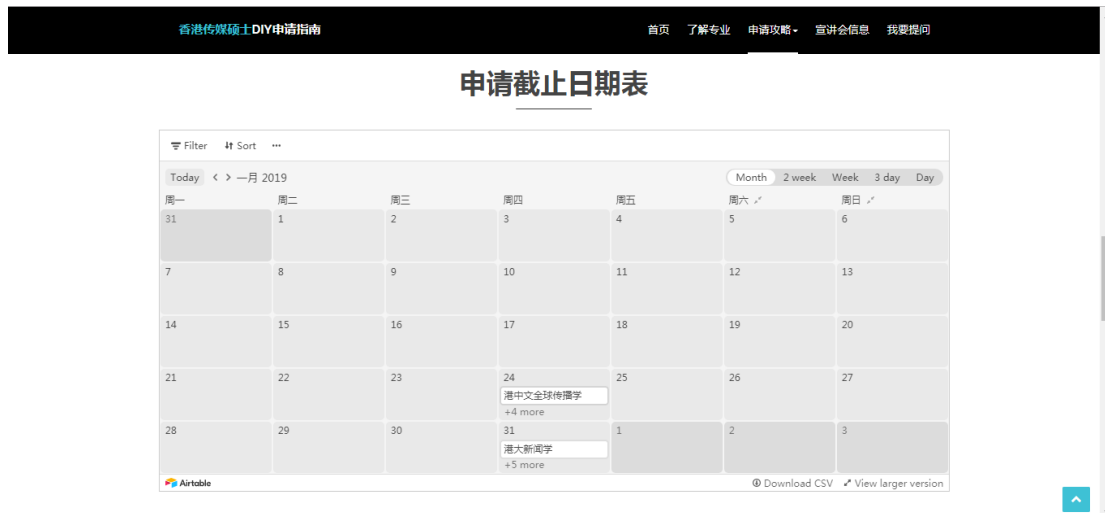 香港传媒硕士DIY申请指南 首页 了解专业 申请攻略 宣讲会信息 我要提问
申请截止日期表
Filter Sort ...
Today < > 一月 2019 Month 2 week Week 3 day Day
周一 周二 周三 周四 周五 周六 周日
31 1 2 3 4 5 6
7 8 9 10 11 12 13
14 15 16 17 18 19 20
21 22 23 24 25 26 27
港中文全球传播学
+4 more
28 29 30 31 1 2 3
港大新闻学
+5 more
Airtable Download CSV View larger version